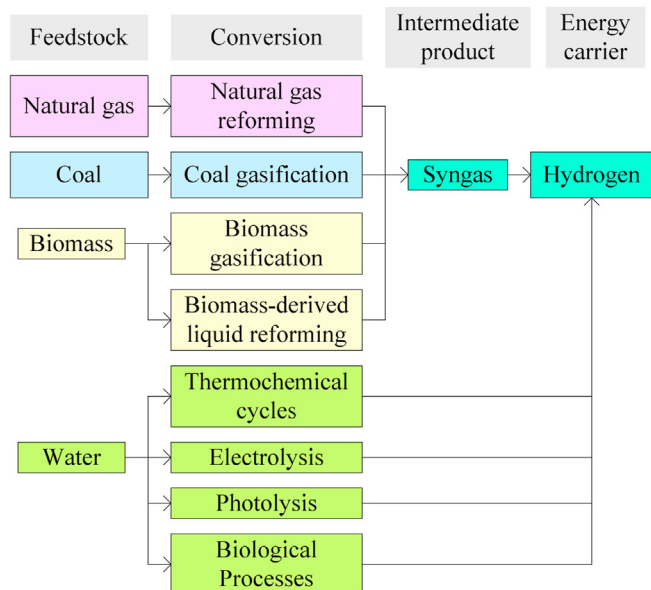 Feedstock
Conversion
Intermediate
product
Energy
carrier
Natural gas
Natural gas
reforming
Coal
Coal gasification
Syngas
Hydrogen
Biomass
Biomass
gasification
Biomass-derived
liquid reforming
Thermochemical
cycles
Water
Electrolysis
Photolysis
Biological
Processes